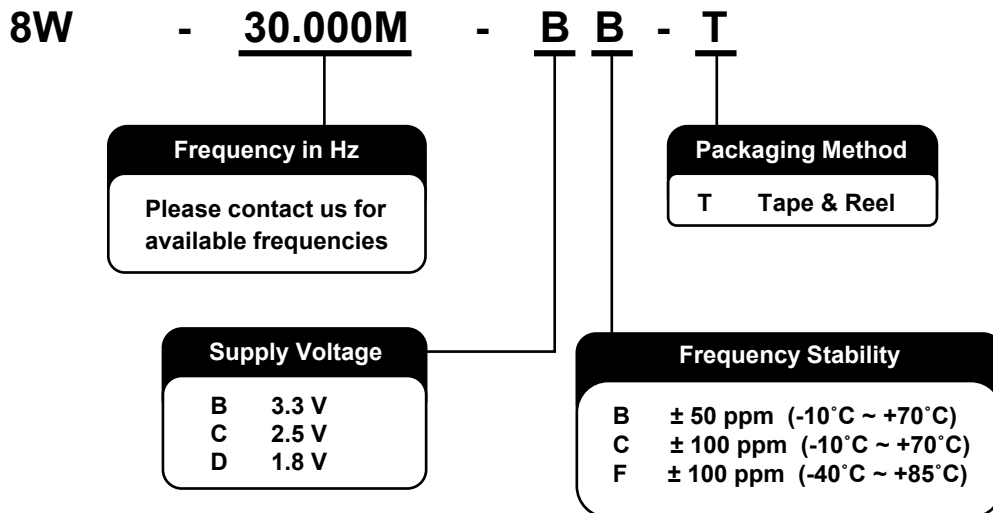 8W - 30.000M - B B - T
Frequency in Hz
Please contact us for
available frequencies
Packaging Method
T Tape & Reel
Supply Voltage
B 3.3 V
C 2.5 V
D 1.8 V
Frequency Stability
B ± 50 ppm (-10˚C ~ +70˚C)
C ± 100 ppm (-10˚C ~ +70˚C)
F ± 100 ppm (-40˚C ~ +85˚C)